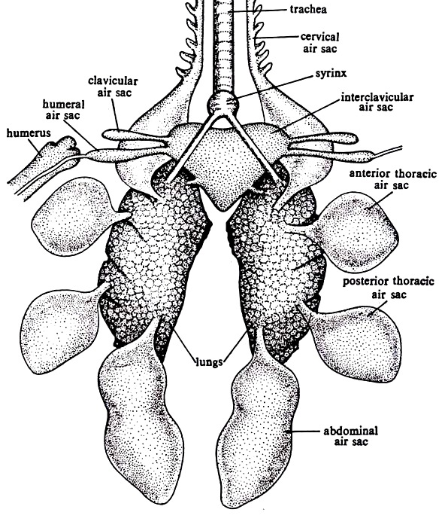 trachea
cervical
air sac
syrinx
clavicular
air sac
interclavicular
air sac
humeral
air sac
humerus
anterior thoracic
air sac
posterior thoracic
air sac
lungs
abdominal
air sac